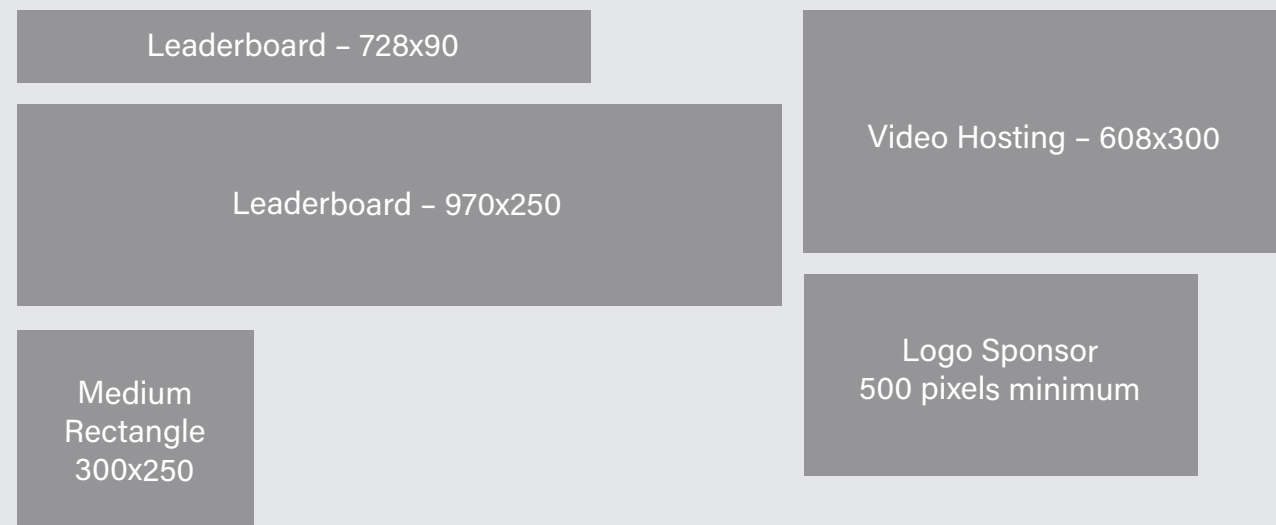 Leaderboard – 728x90
Leaderboard – 970x250
Medium
Rectangle
300x250
Video Hosting – 608x300
Logo Sponsor
500 pixels minimum